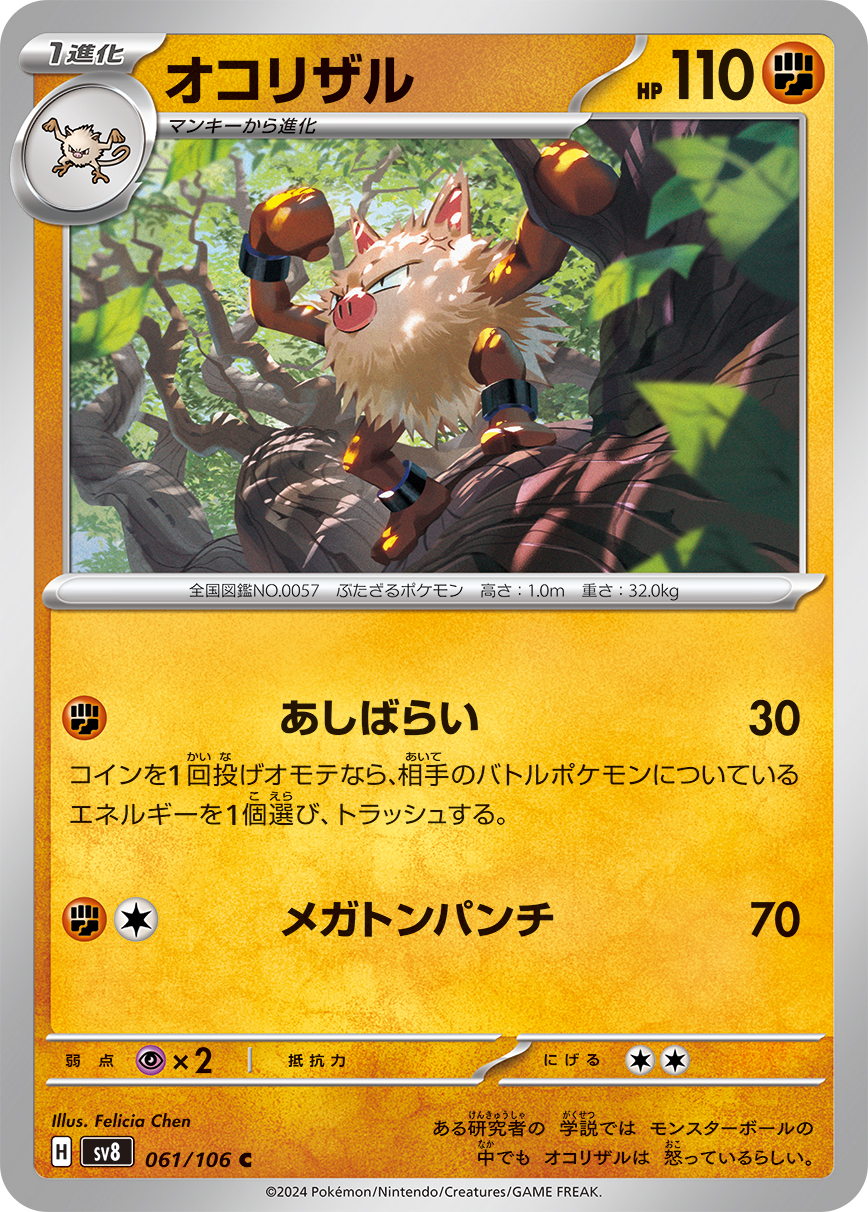 1進化
オコリザル
HP 110
マンキーから進化
全国図鑑NO.0057 ぶたざるポケモン 高さ:1.0m 重さ:32.0kg
あしばらい 30
コインを1回投げオモテなら、相手のバトルポケモンについている
エネルギーを1個選び、トラッシュする。
メガトンパンチ 70
弱点 ×2 抵抗力 にげる
Illus. Felicia Chen
ある研究者の 学説では モンスターボールの
中でも オコリザルは 怒っているらしい。
H sv8 061/106 C
©2024 Pokémon/Nintendo/Creatures/GAME FREAK.